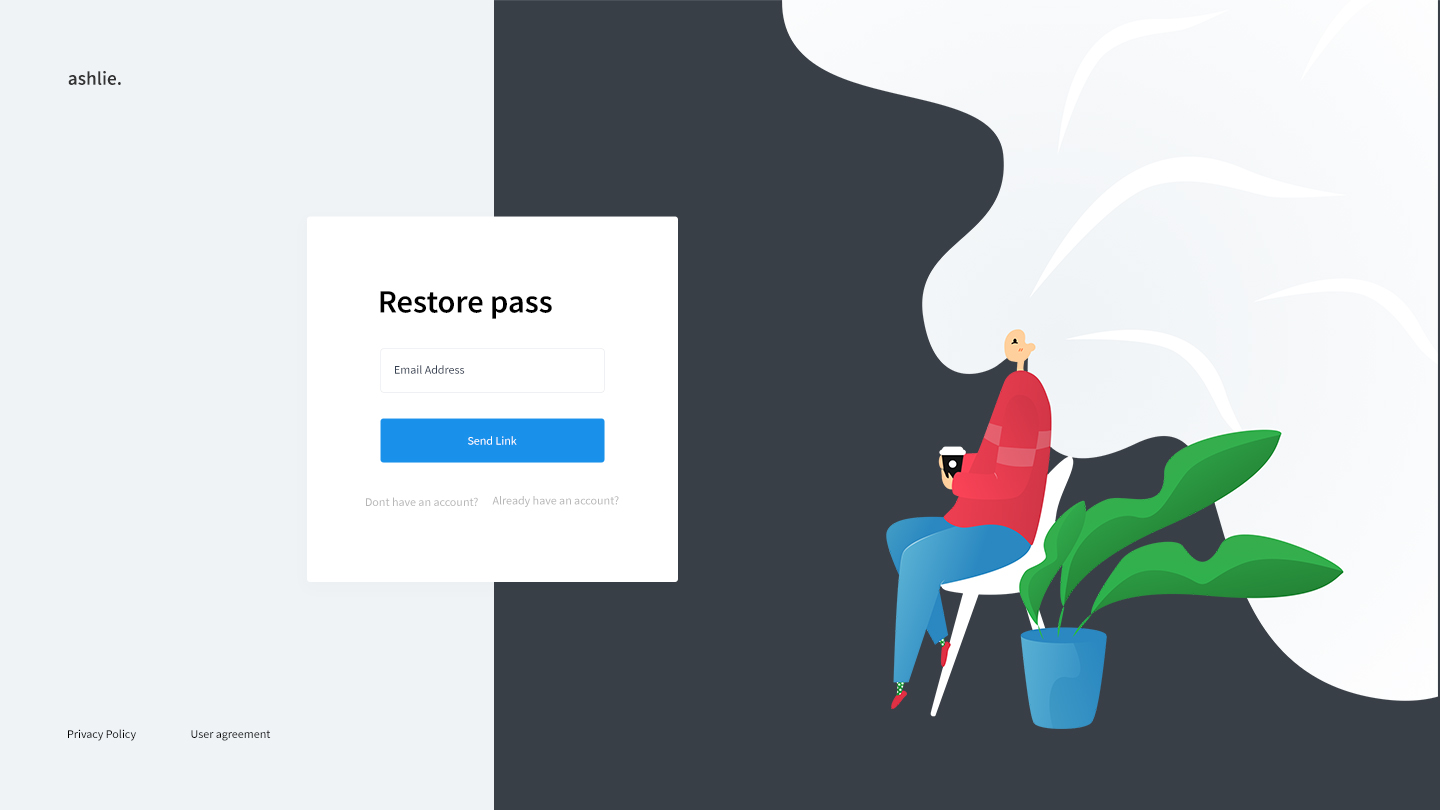 ashlie.
Restore pass
Email Address
Send Link
Dont have an account? Already have an account?
Privacy Policy User agreement